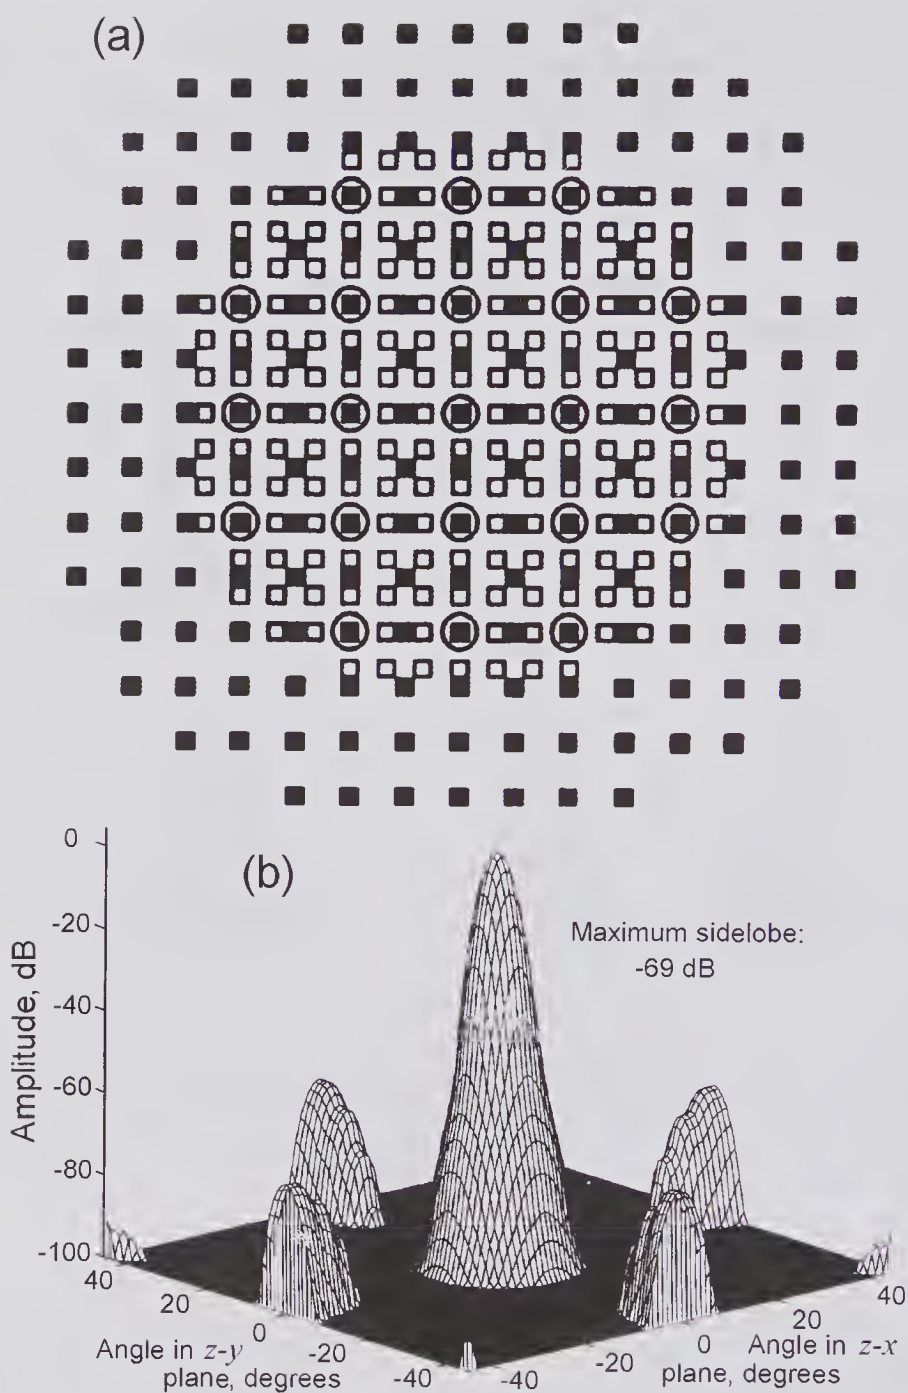 (a)
(b)
0
-20
-40
-60
-80
-100
Amplitude, dB
Maximum sidelobe:
-69 dB
40
20
0
-20
-40
Angle in z-y
plane, degrees
-40
-20
0
20
40
Angle in z-x
plane, degrees